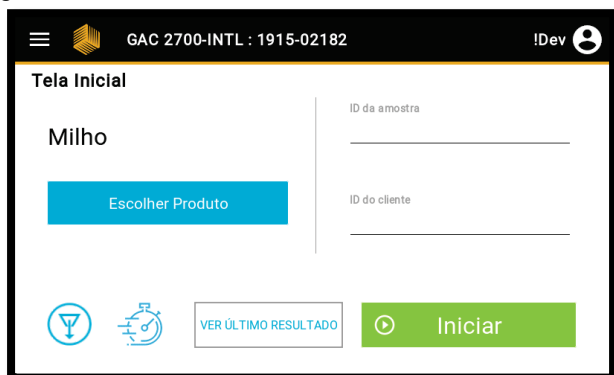 GAC 2700-INTL : 1915-02182
!Dev
Tela Inicial
Milho
Escolher Produto
ID da amostra
ID do cliente
VER ÚLTIMO RESULTADO
Iniciar